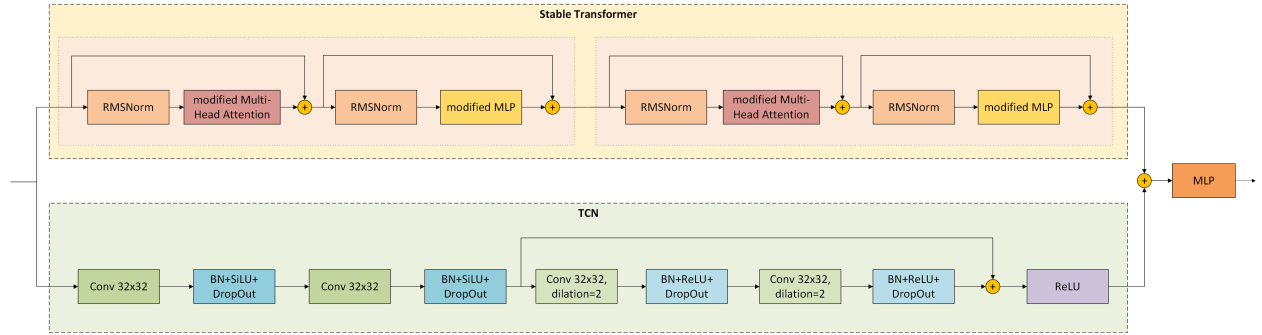 Stable Transformer
RMSNorm
modified Multi-
Head Attention
+
RMSNorm
modified MLP
+
RMSNorm
modified Multi-
Head Attention
+
RMSNorm
modified MLP
+
+
MLP
TCN
Conv 32x32
BN+SiLU+
DropOut
Conv 32x32
BN+SiLU+
DropOut
Conv 32x32,
dilation=2
BN+ReLU+
DropOut
Conv 32x32,
dilation=2
BN+ReLU+
DropOut
+
ReLU